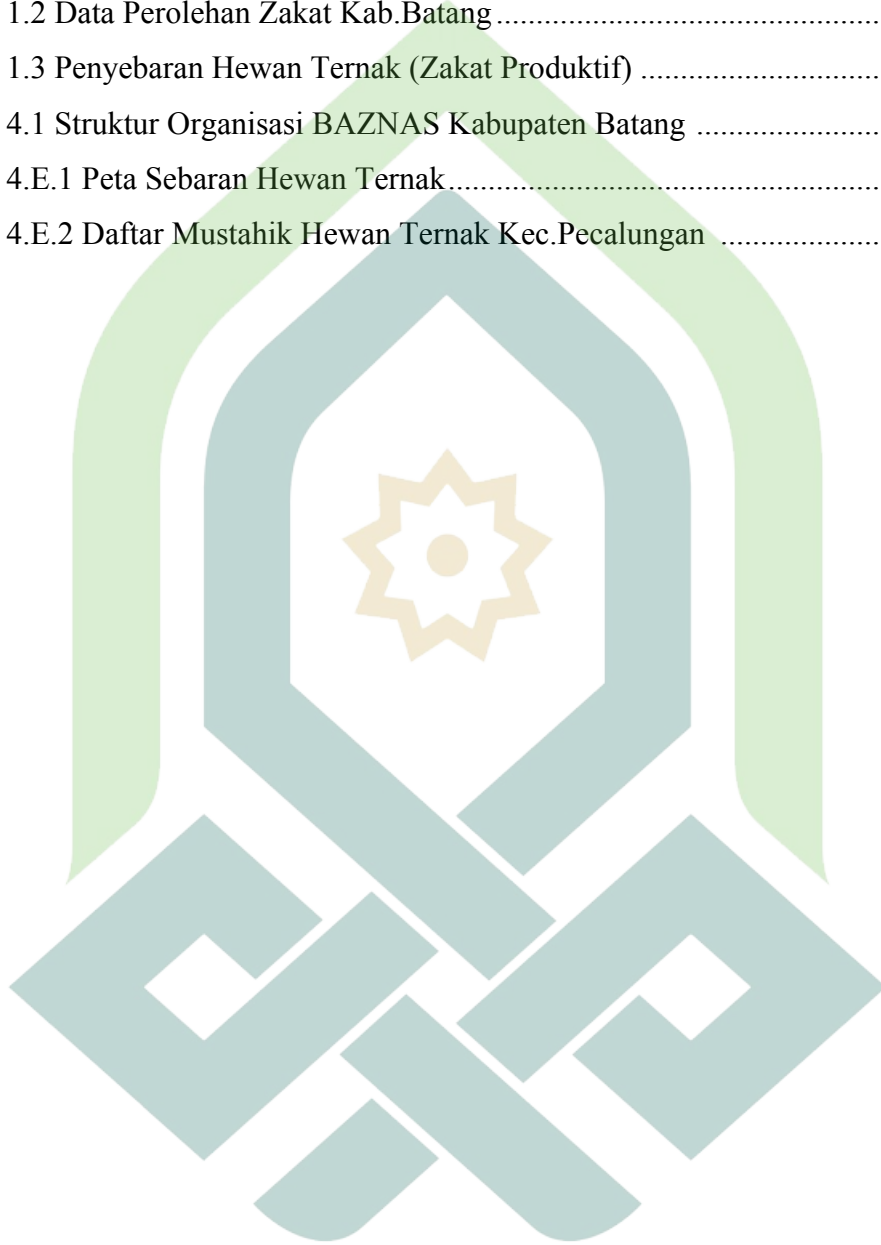 1.2 Data Perolehan Zakat Kab.Batang................................................
1.3 Penyebaran Hewan Ternak (Zakat Produktif) ..............................
4.1 Struktur Organisasi BAZNAS Kabupaten Batang .......................
4.E.1 Peta Sebaran Hewan Ternak.......................................................
4.E.2 Daftar Mustahik Hewan Ternak Kec.Pecalungan ....................